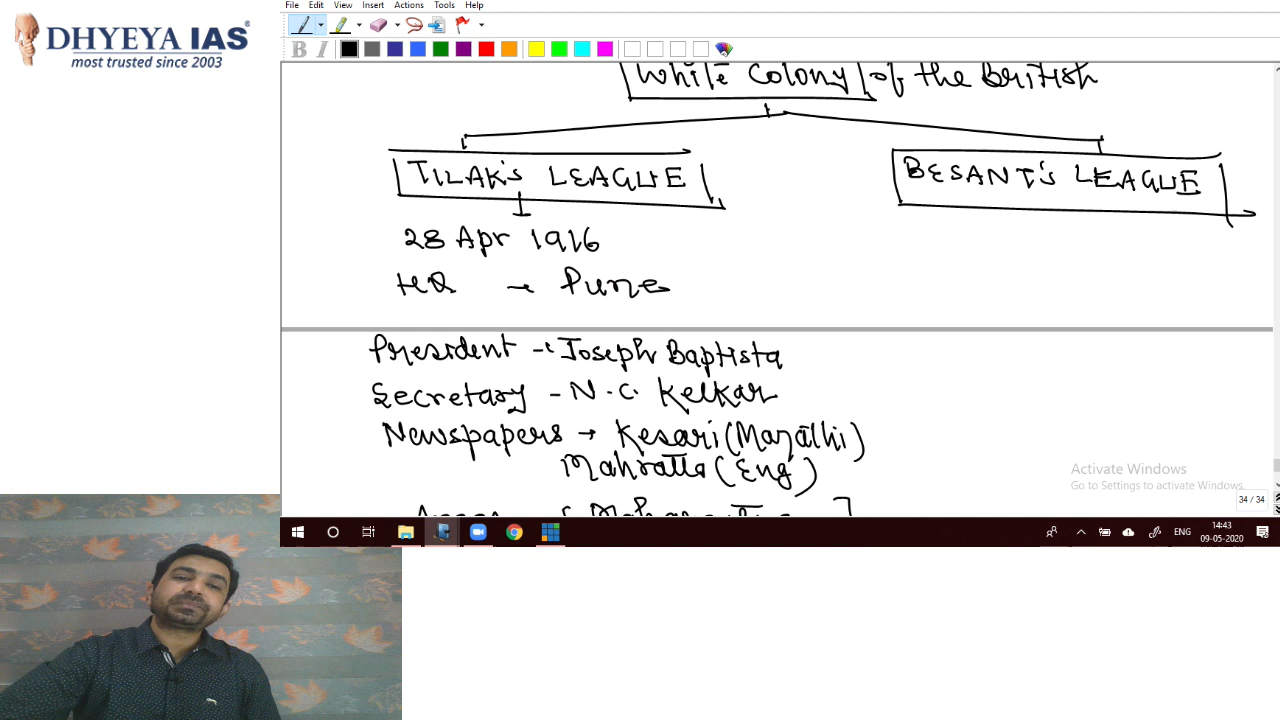 DHYEYA IAS®
most trusted since 2003
File Edit View Insert Actions Tools Help
B I
White Colony of the British
TILAK's LEAGUE
BESANT's LEAGUE
28 Apr 1916
HQ → Pune
President - Joseph Baptista
Secretary - N.C. Kelkar
Newspapers → Kesari (Marathi)
Mahratta (Eng)
Activate Windows
Go to Settings to activate Windows.
34 / 34
ENG
14:43
09-05-2020